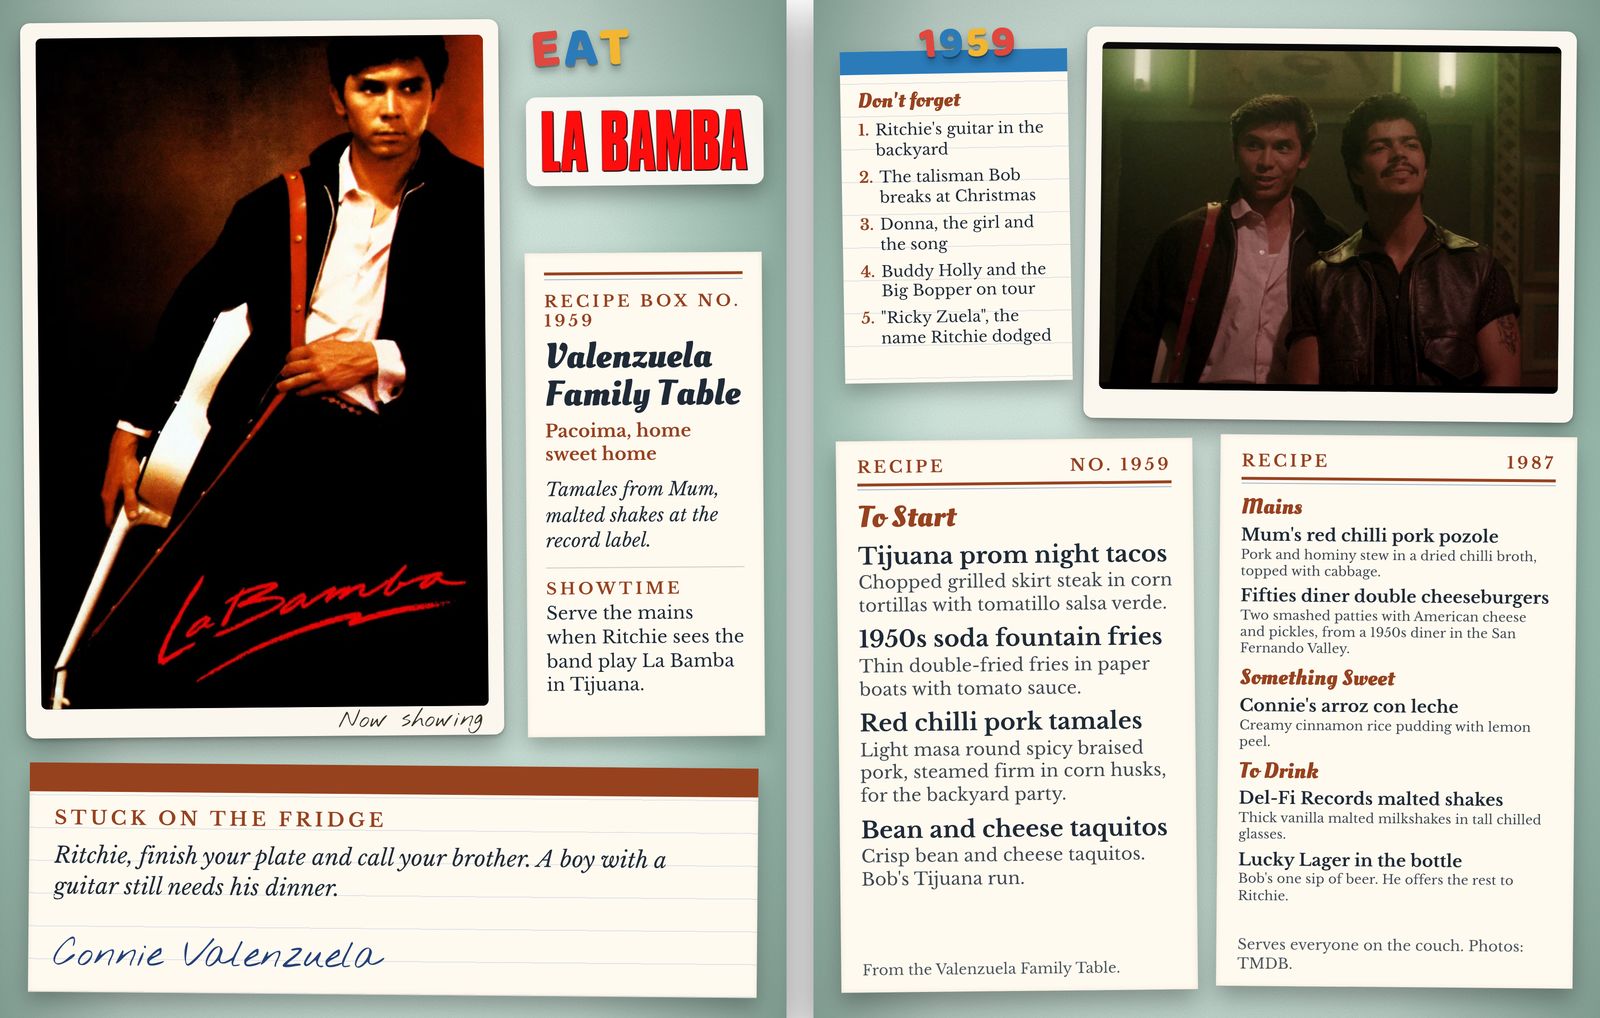 EAT
LA BAMBA
La Bamba
Now showing
RECIPE BOX NO.
1959
Valenzuela
Family Table
Pacoima, home
sweet home
Tamales from Mum,
malted shakes at the
record label.
SHOWTIME
Serve the mains
when Ritchie sees the
band play La Bamba
in Tijuana.
STUCK ON THE FRIDGE
Ritchie, finish your plate and call your brother. A boy with a
guitar still needs his dinner.
Connie Valenzuela
1959
Don't forget
1. Ritchie's guitar in the
backyard
2. The talisman Bob
breaks at Christmas
3. Donna, the girl and
the song
4. Buddy Holly and the
Big Bopper on tour
5. "Ricky Zuela", the
name Ritchie dodged
RECIPE NO. 1959
To Start
Tijuana prom night tacos
Chopped grilled skirt steak in corn
tortillas with tomatillo salsa verde.
1950s soda fountain fries
Thin double-fried fries in paper
boats with tomato sauce.
Red chilli pork tamales
Light masa round spicy braised
pork, steamed firm in corn husks,
for the backyard party.
Bean and cheese taquitos
Crisp bean and cheese taquitos.
Bob's Tijuana run.
From the Valenzuela Family Table.
RECIPE 1987
Mains
Mum's red chilli pork pozole
Pork and hominy stew in a dried chilli broth,
topped with cabbage.
Fifties diner double cheeseburgers
Two smashed patties with American cheese
and pickles, from a 1950s diner in the San
Fernando Valley.
Something Sweet
Connie's arroz con leche
Creamy cinnamon rice pudding with lemon
peel.
To Drink
Del-Fi Records malted shakes
Thick vanilla malted milkshakes in tall chilled
glasses.
Lucky Lager in the bottle
Bob's one sip of beer. He offers the rest to
Ritchie.
Serves everyone on the couch. Photos:
TMDB.